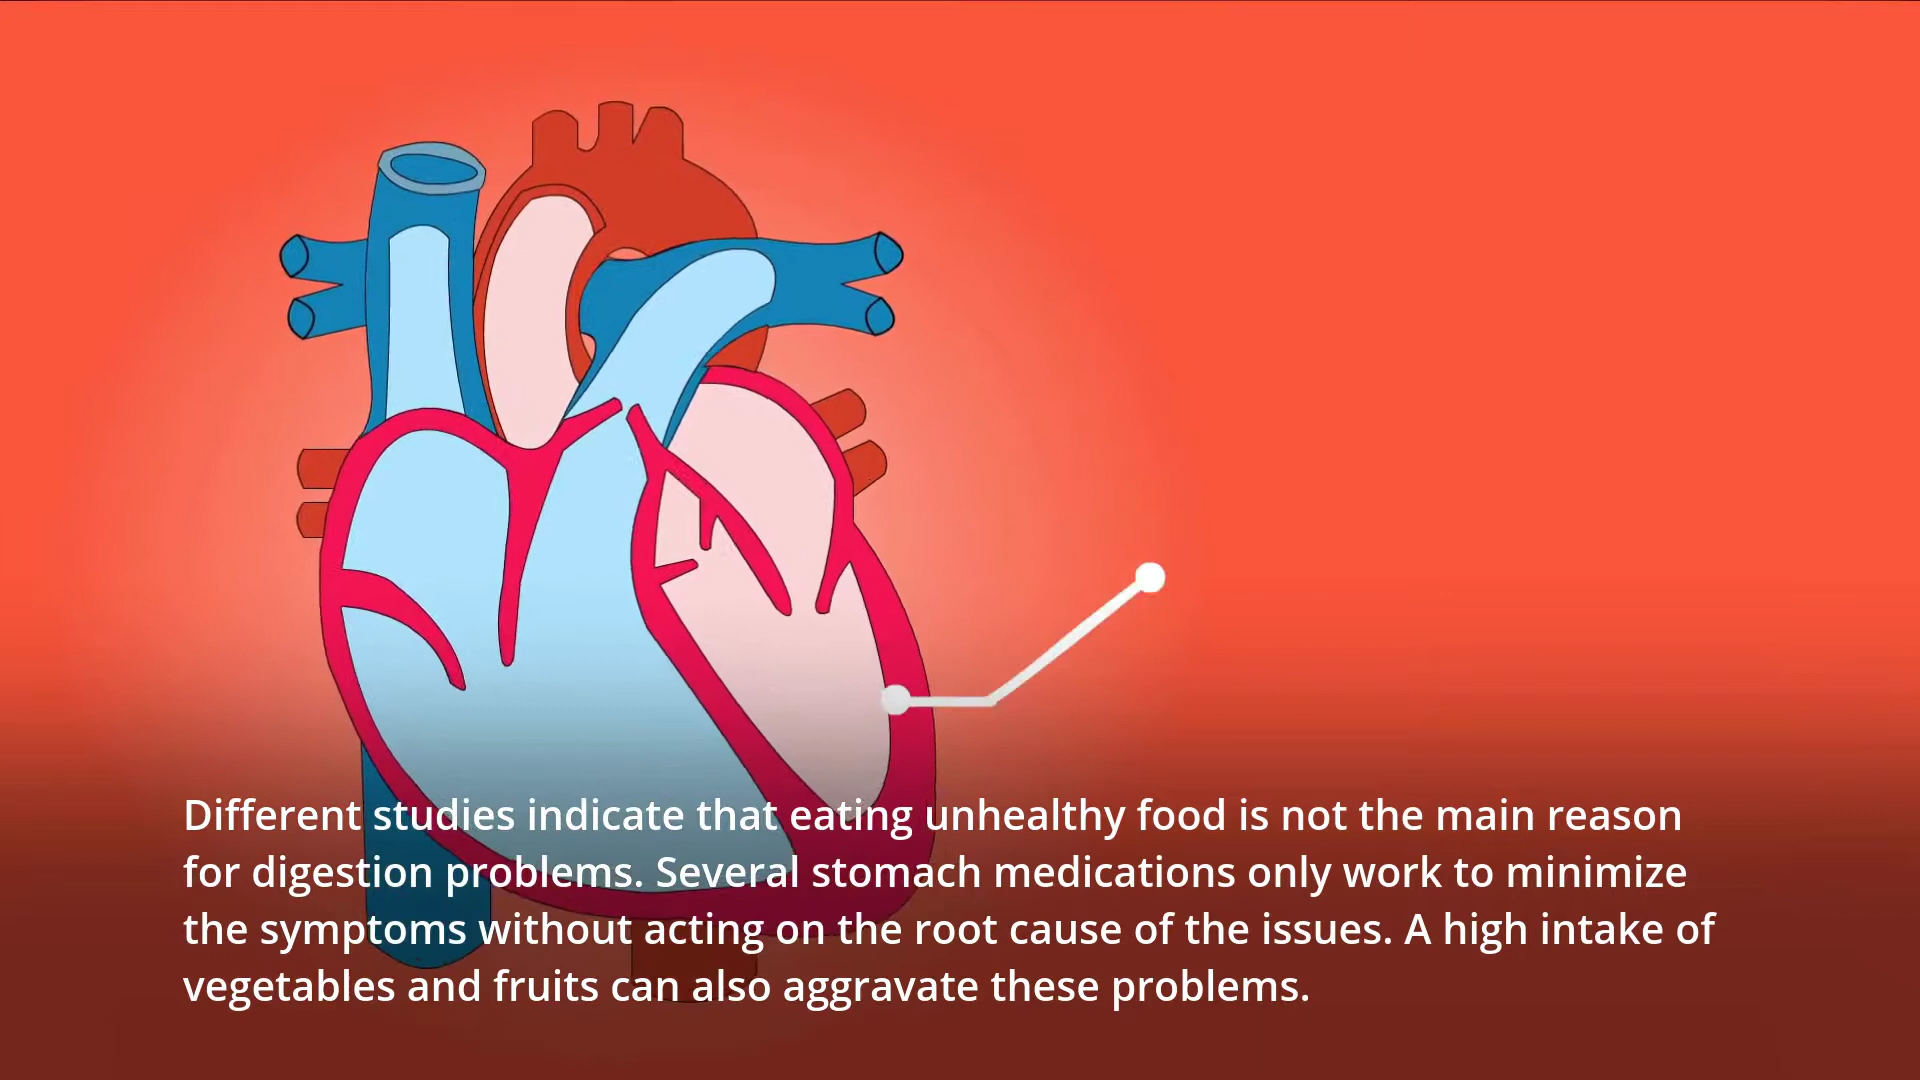 Different studies indicate that eating unhealthy food is not the main reason
for digestion problems. Several stomach medications only work to minimize
the symptoms without acting on the root cause of the issues. A high intake of
vegetables and fruits can also aggravate these problems.